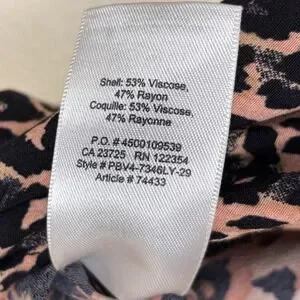 Shell: 53% Viscose,
47% Rayon
Coquille: 53% Viscose,
47% Rayonne
P.O. # 4500109539
CA 23725 RN 122354
Style # PBV4-7346LY-29
Article # 74433